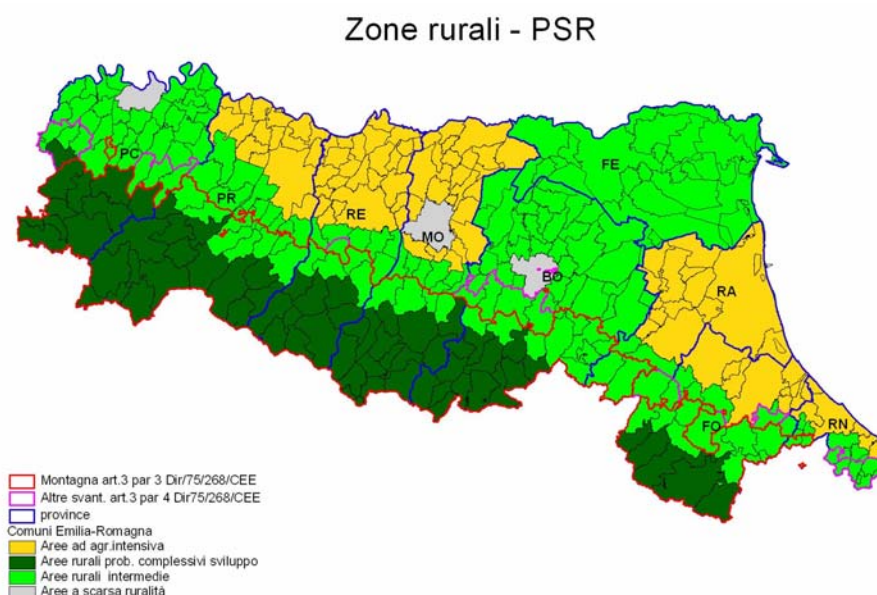 Zone rurali - PSR
PC
PR
RE
MO
BO
FE
RA
FO
RN
Montagna art.3 par 3 Dir/75/268/CEE
Altre svant. art.3 par 4 Dir75/268/CEE
province
Comuni Emilia-Romagna
Aree ad agr.intensiva
Aree rurali prob. complessivi sviluppo
Aree rurali intermedie
Aree a scarsa ruralità